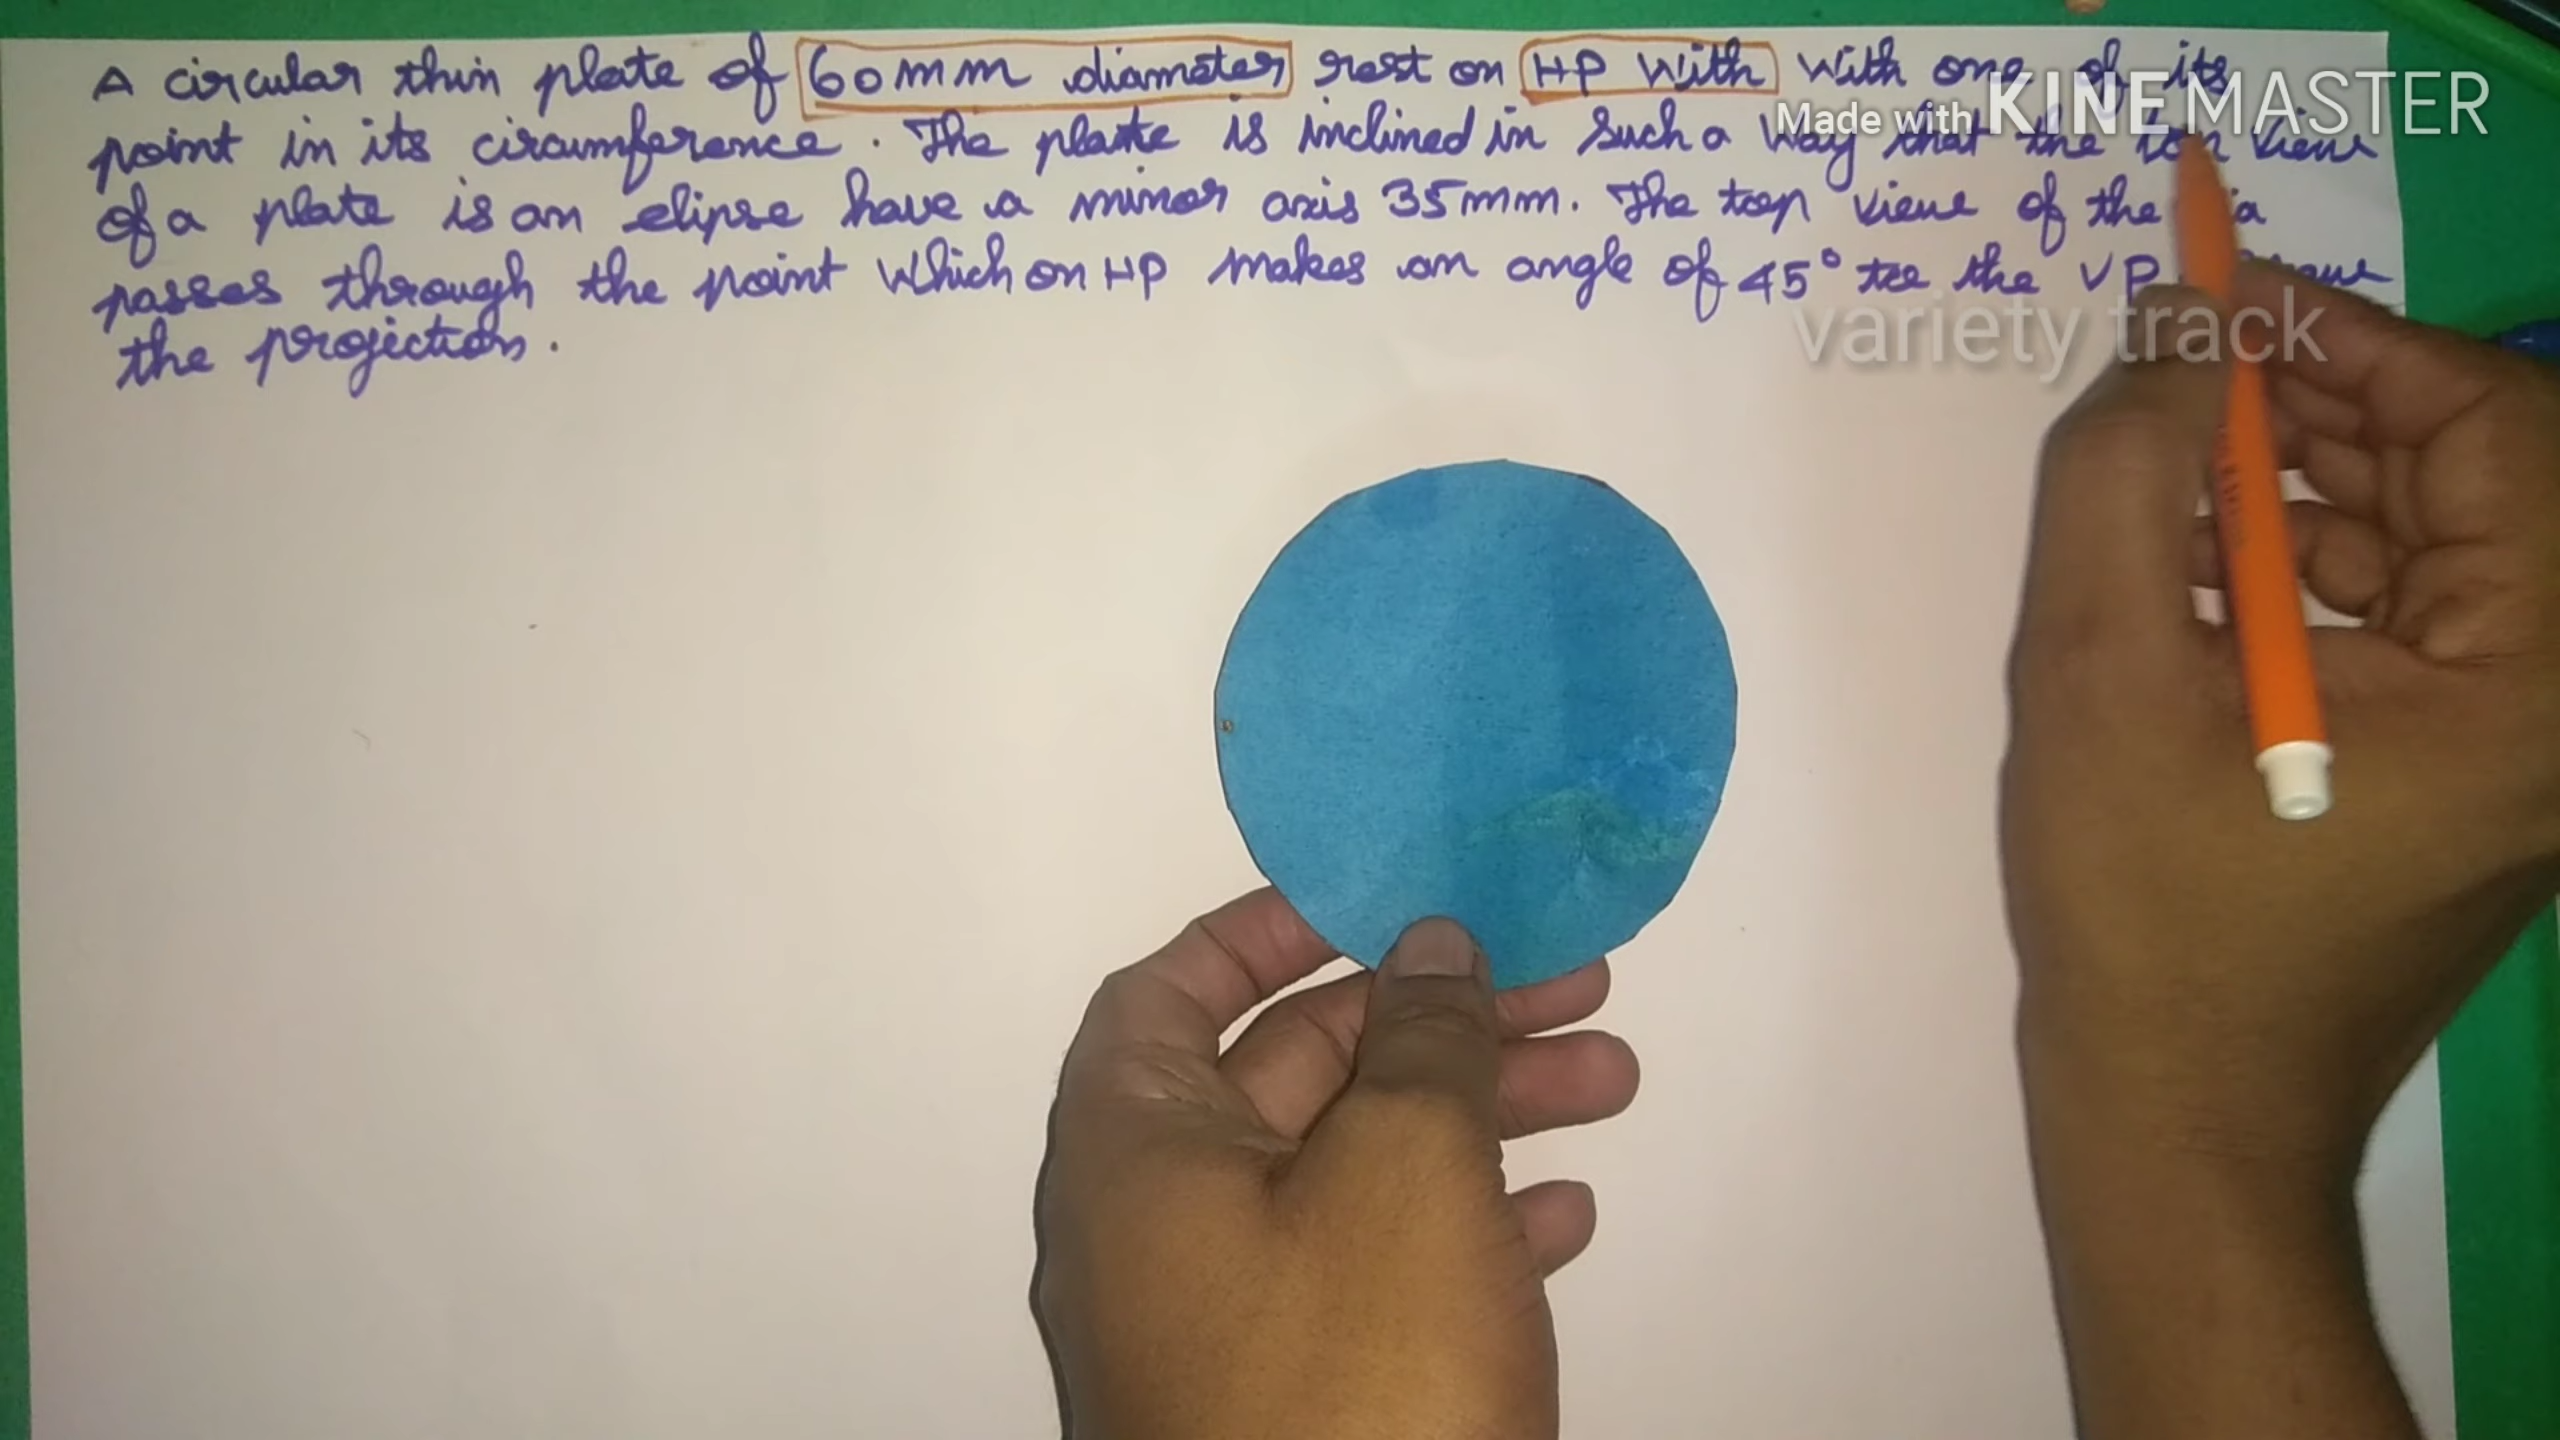 A circular thin plate of 60mm diameter rest on HP with with one of its
point in its circumference. The plate is inclined in such a way that the top view
of a plate is an elipse have a minor axis 35mm. The top view of the dia
passes through the point which on HP makes an angle of 45° to the VP.
the projection.
Made with KINEMASTER
variety track